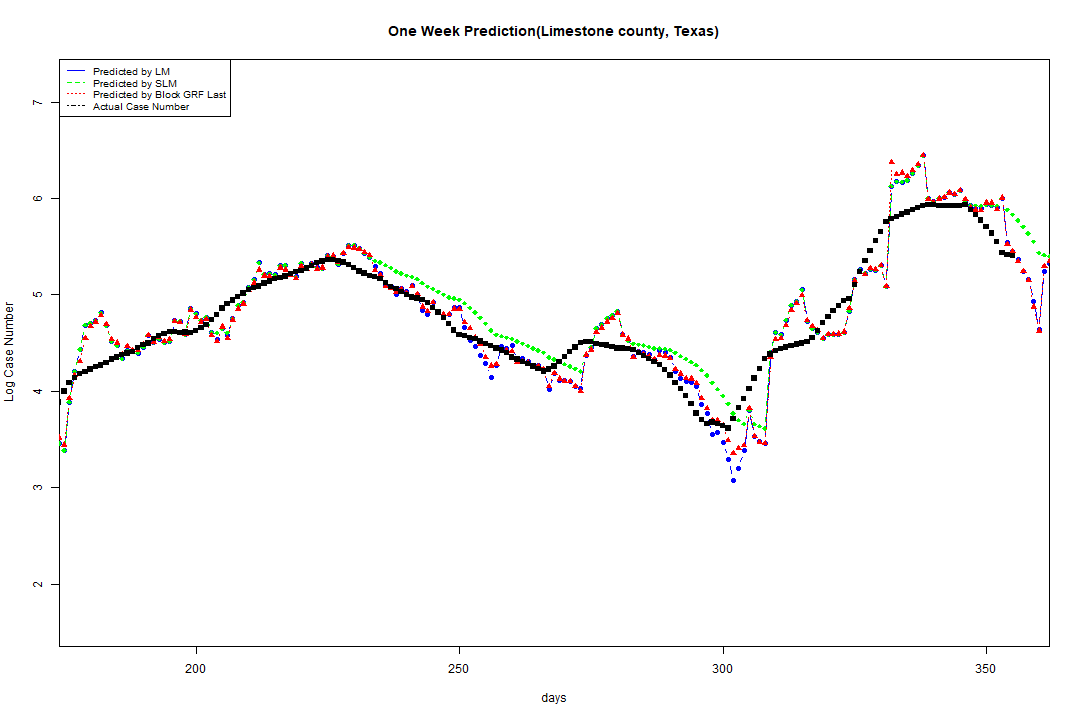 One Week Prediction(Limestone county, Texas)
Predicted by LM
Predicted by SLM
Predicted by Block GRF Last
Actual Case Number
7
6
5
4
3
2
Log Case Number
200 250 300 350
days